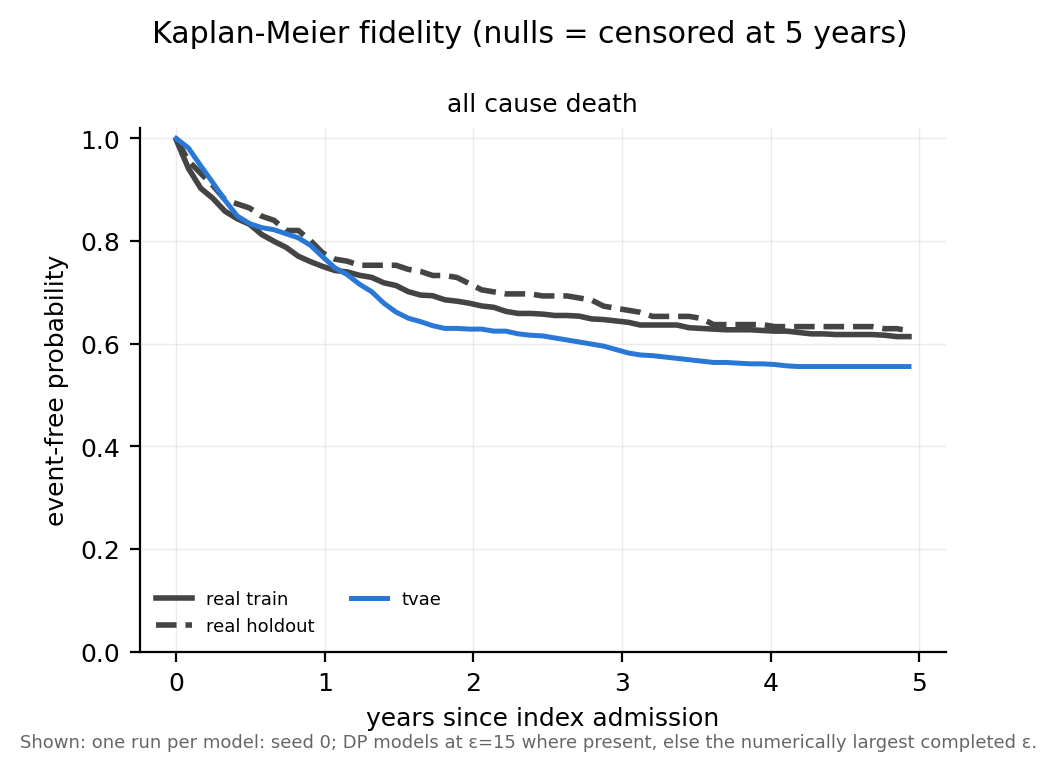 Kaplan-Meier fidelity (nulls = censored at 5 years)
all cause death
event-free probability
1.0
0.8
0.6
0.4
0.2
0.0
real train
real holdout
tvae
0 1 2 3 4 5
years since index admission
Shown: one run per model: seed 0; DP models at ε=15 where present, else the numerically largest completed ε.